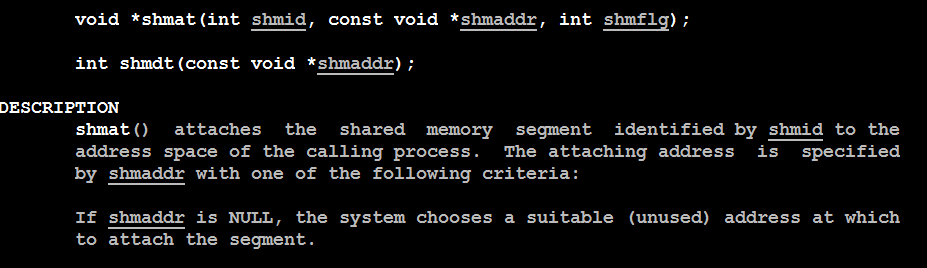 void *shmat(int shmid, const void *shmaddr, int shmflg);
int shmdt(const void *shmaddr);
DESCRIPTION
shmat() attaches the shared memory segment identified by shmid to the
address space of the calling process. The attaching address is specified
by shmaddr with one of the following criteria:
If shmaddr is NULL, the system chooses a suitable (unused) address at which
to attach the segment.